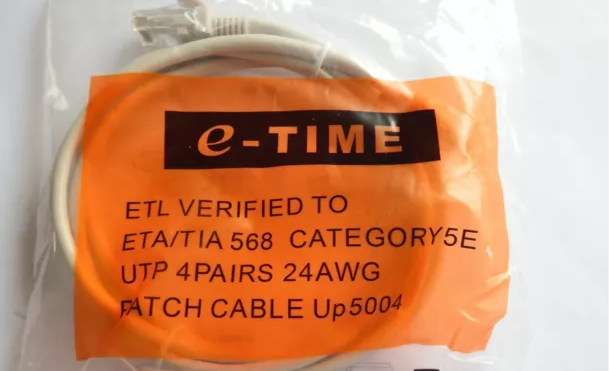 e-TIME
ETL VERIFIED TO
ETA/TIA 568 CATEGORY5E
UTP 4PAIRS 24AWG
PATCH CABLE Up5004